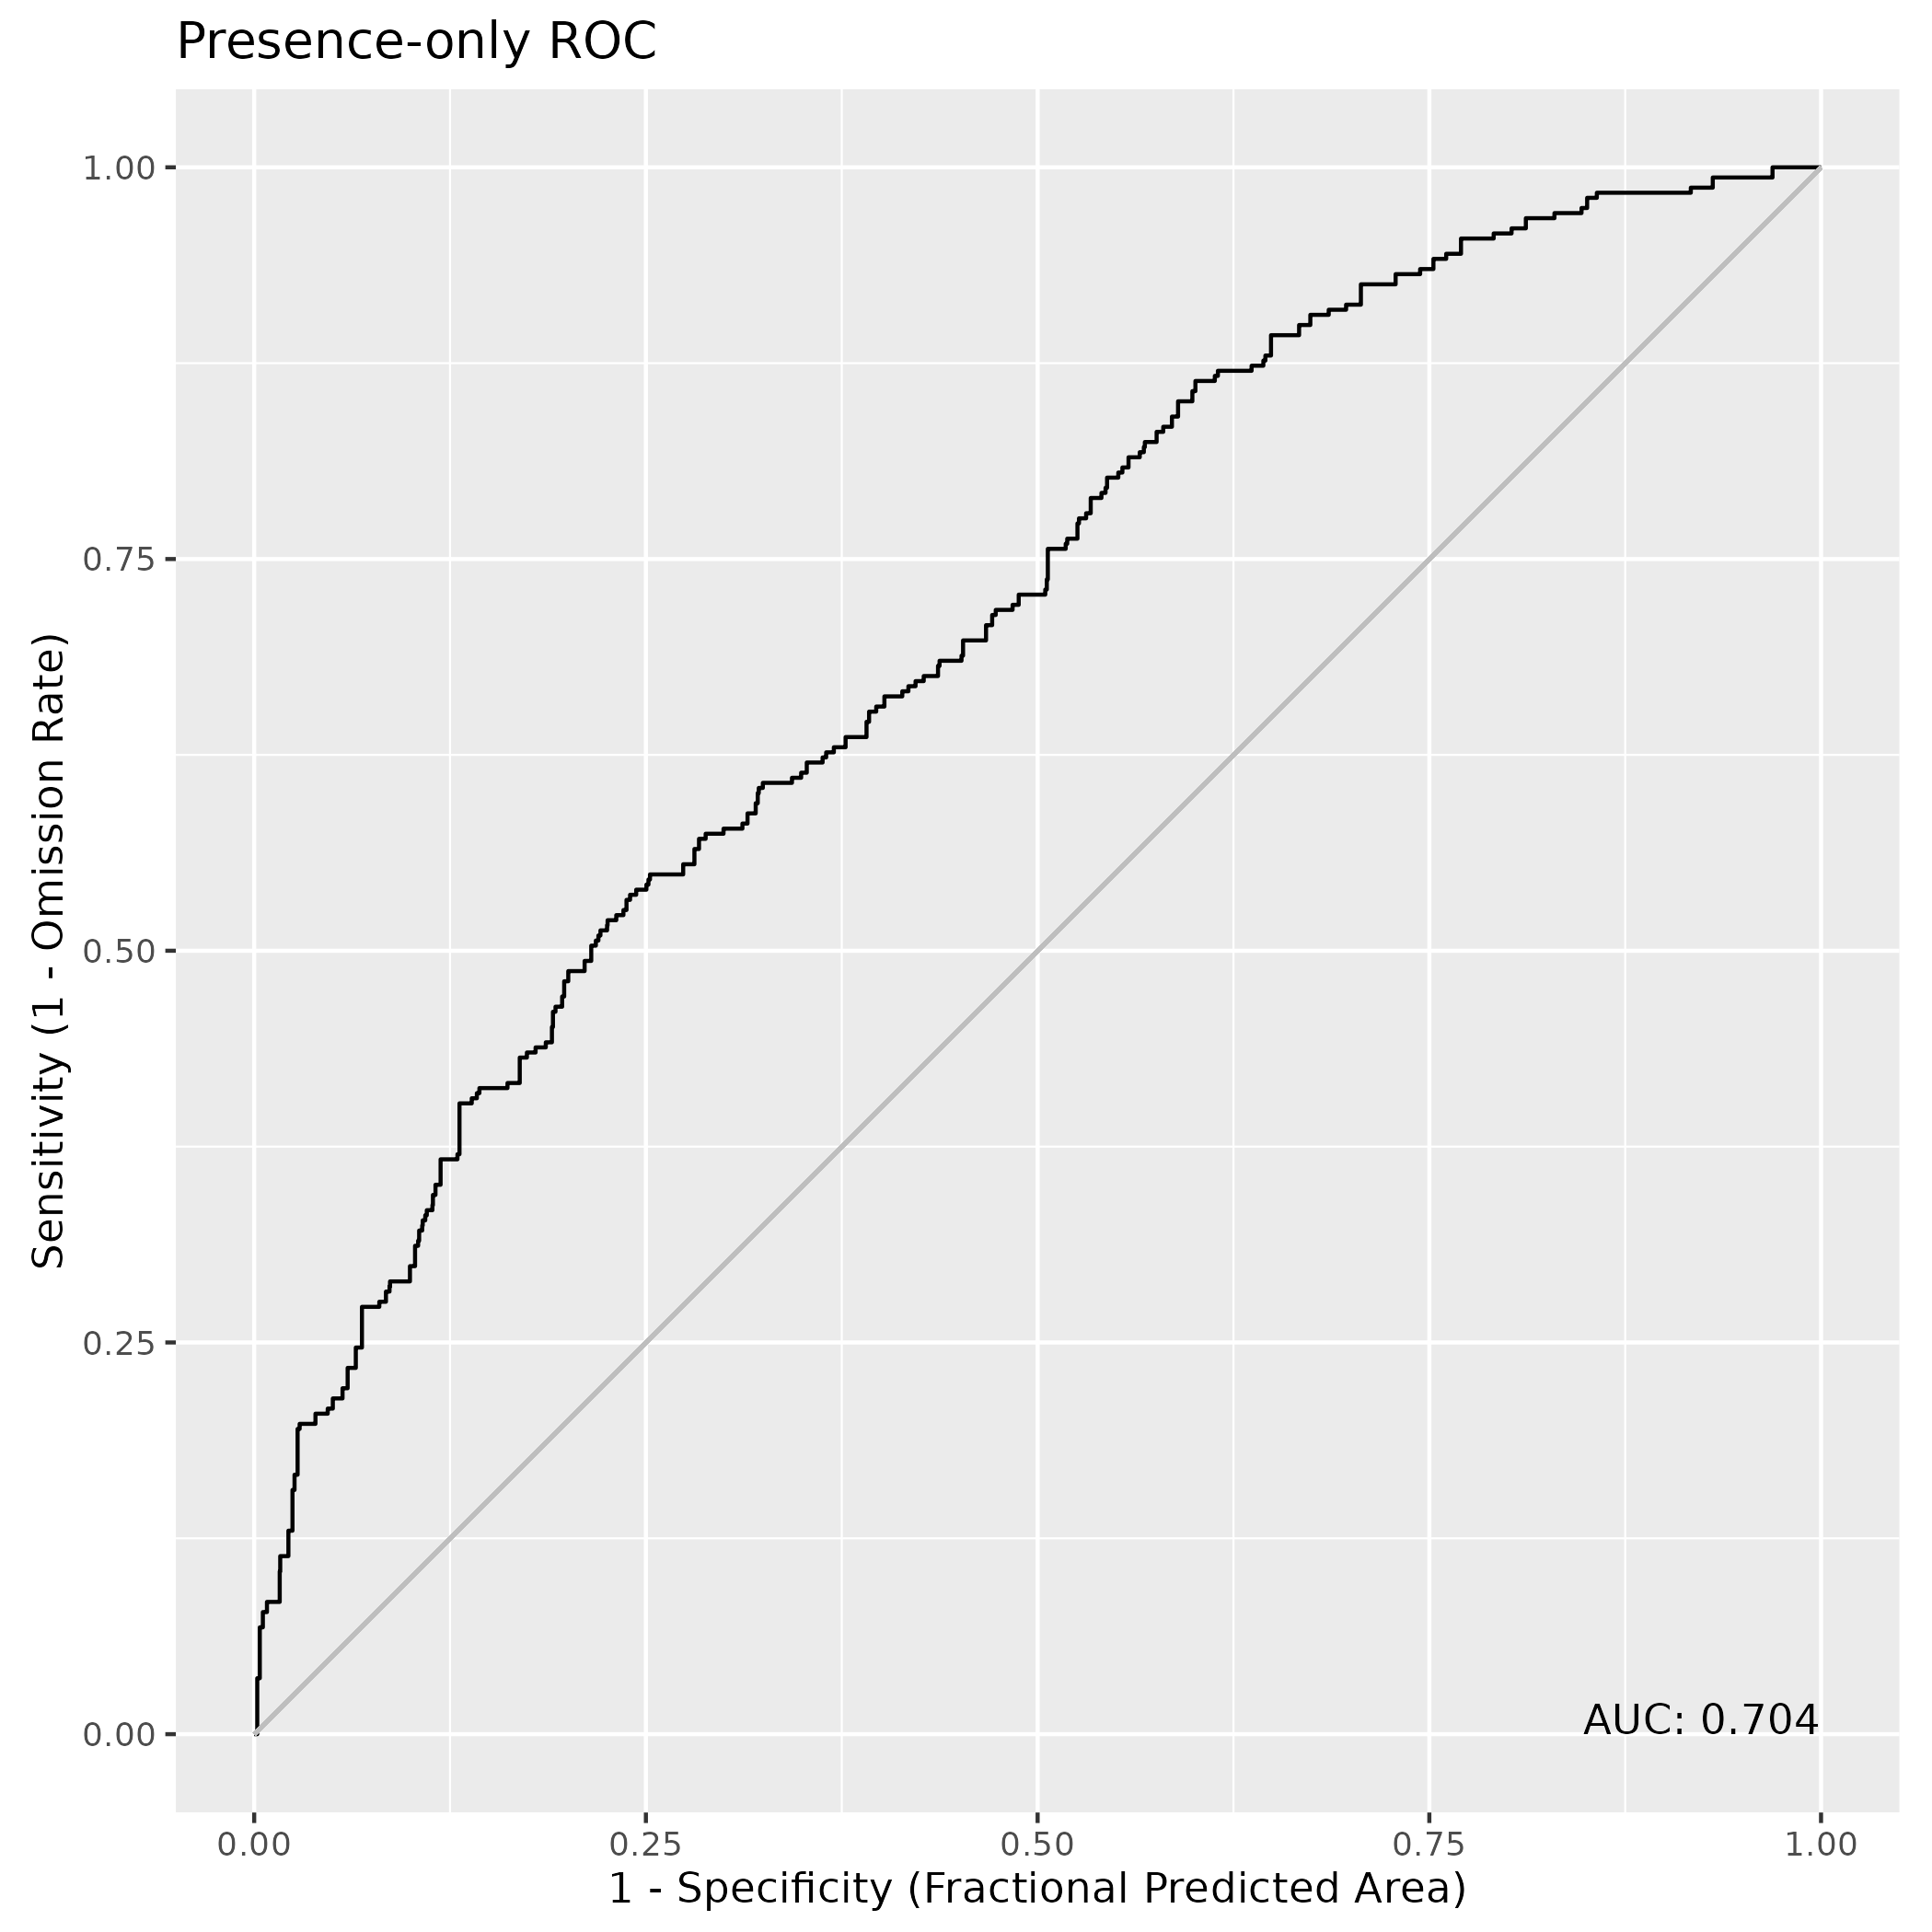 Presence-only ROC
1.00
0.75
0.50
0.25
0.00
Sensitivity (1 - Omission Rate)
AUC: 0.704
0.00 0.25 0.50 0.75 1.00
1 - Specificity (Fractional Predicted Area)